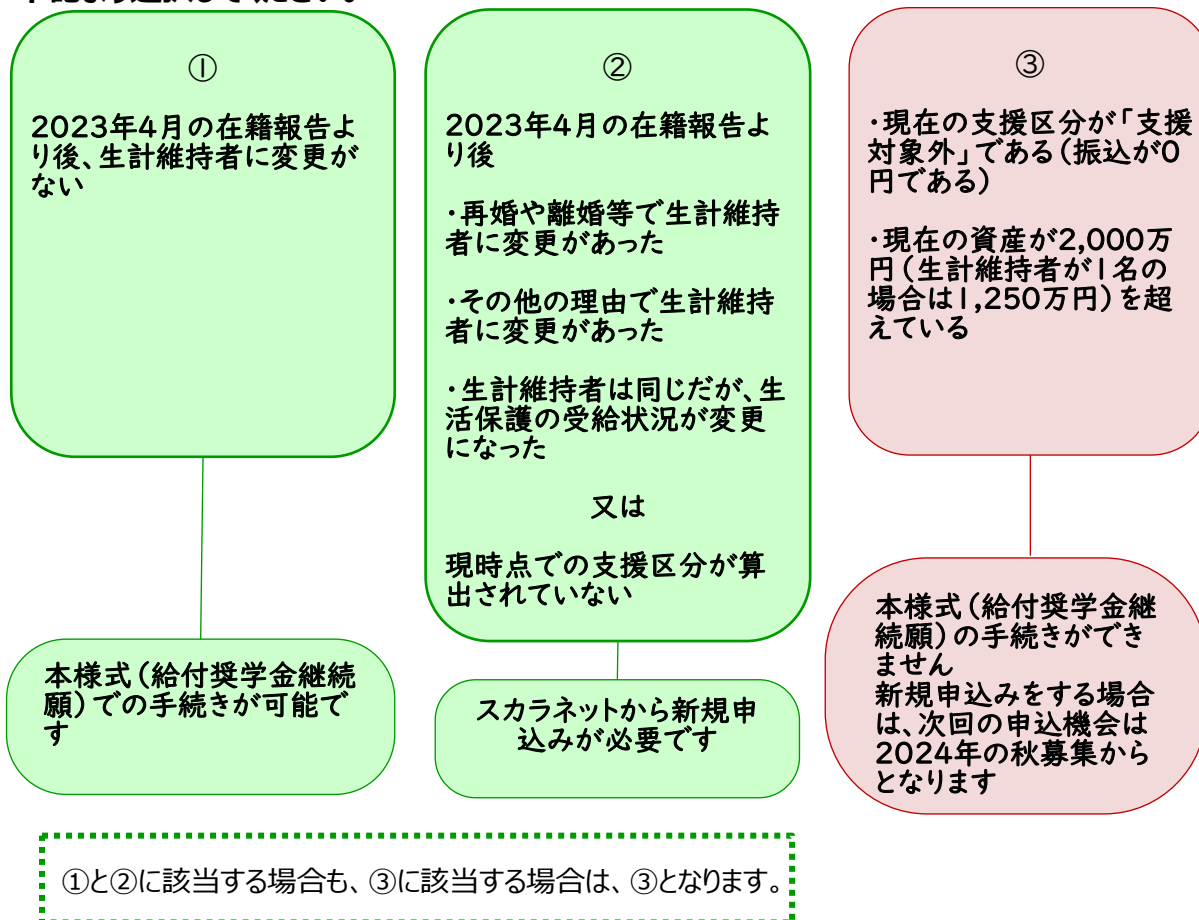 下記より選択してください。
①
2023年4月の在籍報告よ
り後、生計維持者に変更が
ない
本様式（給付奨学金継続
願）での手続きが可能で
す
②
2023年4月の在籍報告よ
り後
・再婚や離婚等で生計維持
者に変更があった
・その他の理由で生計維持
者に変更があった
・生計維持者は同じだが、生
活保護の受給状況が変更
になった
又は
現時点での支援区分が算
出されていない
スカラネットから新規申
込みが必要です
③
・現在の支援区分が「支援
対象外」である（振込が0
円である）
・現在の資産が2,000万
円（生計維持者が1名の
場合は1,250万円）を超
えている
本様式（給付奨学金継
続願）の手続きができ
ません
新規申込みをする場合
は、次回の申込機会は
2024年の秋募集から
となります
①と②に該当する場合も、③に該当する場合は、③となります。